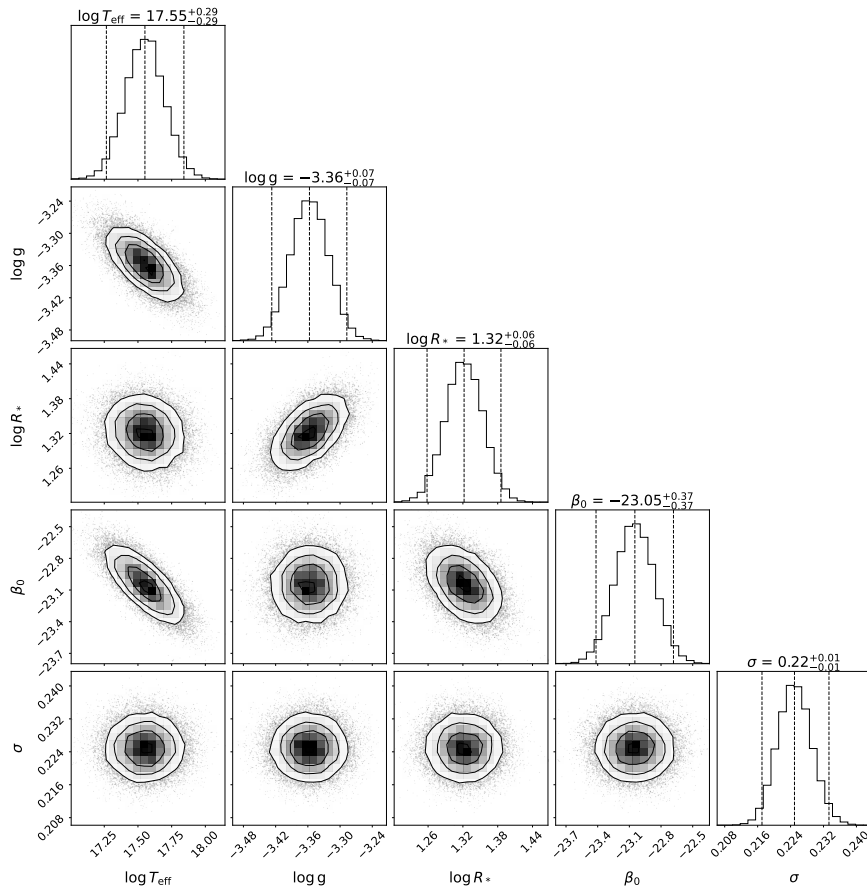 log T_eff = 17.55^{+0.29}_{−0.29}
log g = −3.36^{+0.07}_{−0.07}
log g
−3.24
−3.30
−3.36
−3.42
−3.48
log R_* = 1.32^{+0.06}_{−0.06}
log R_*
1.44
1.38
1.32
1.26
β_0 = −23.05^{+0.37}_{−0.37}
β_0
−22.5
−22.8
−23.1
−23.4
−23.7
σ = 0.22^{+0.01}_{−0.01}
σ
0.240
0.232
0.224
0.216
0.208
17.25 17.50 17.75 18.00 −3.48 −3.42 −3.36 −3.30 −3.24 1.26 1.32 1.38 1.44 −23.7 −23.4 −23.1 −22.8 −22.5 0.208 0.216 0.224 0.232 0.240
log T_eff log g log R_* β_0 σ